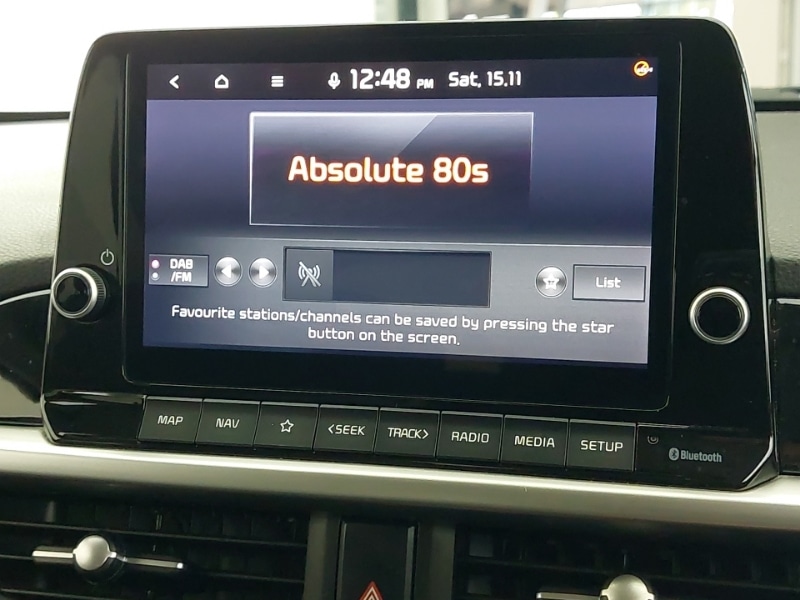 12:48 PM Sat, 15.11
Absolute 80s
DAB
/FM
List
Favourite stations/channels can be saved by pressing the star
button on the screen.
MAP NAV <SEEK TRACK> RADIO MEDIA SETUP
Bluetooth